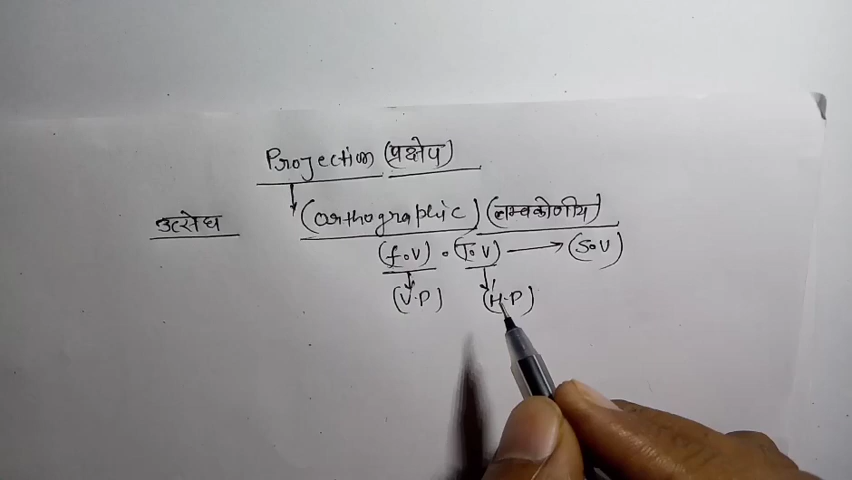 Projection (प्रक्षेप)
उत्सेध (Orthographic) (लम्बकोणीय)
(f.v) . (T.v) → (S.v)
(V.P) (H.P)